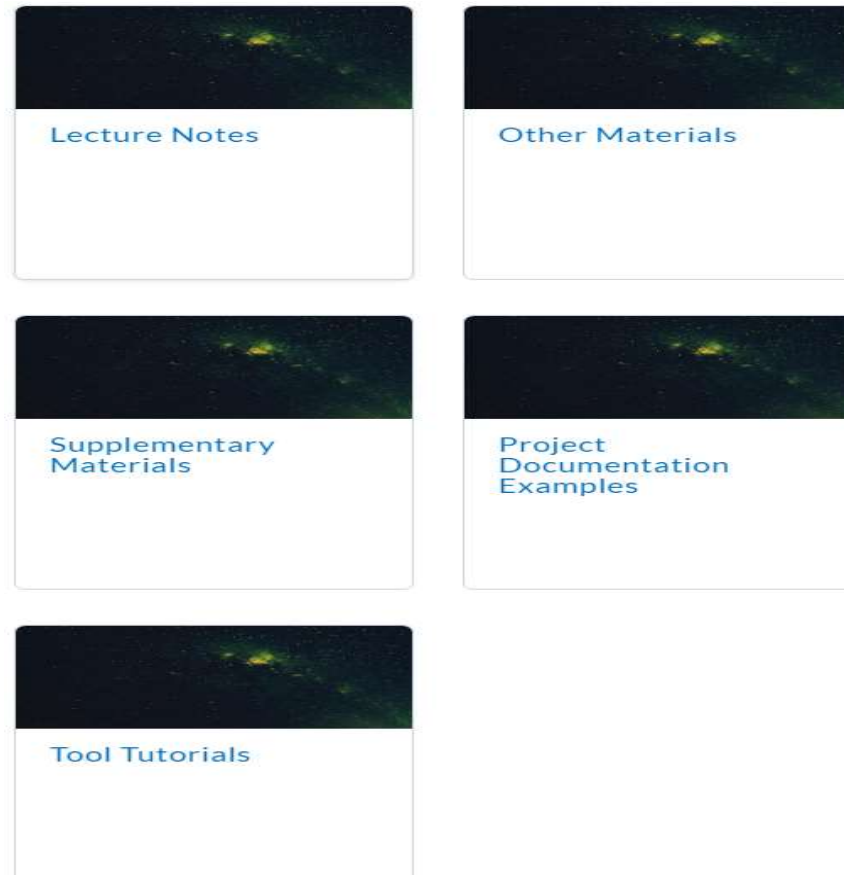 Lecture Notes
Other Materials
Supplementary
Materials
Project
Documentation
Examples
Tool Tutorials